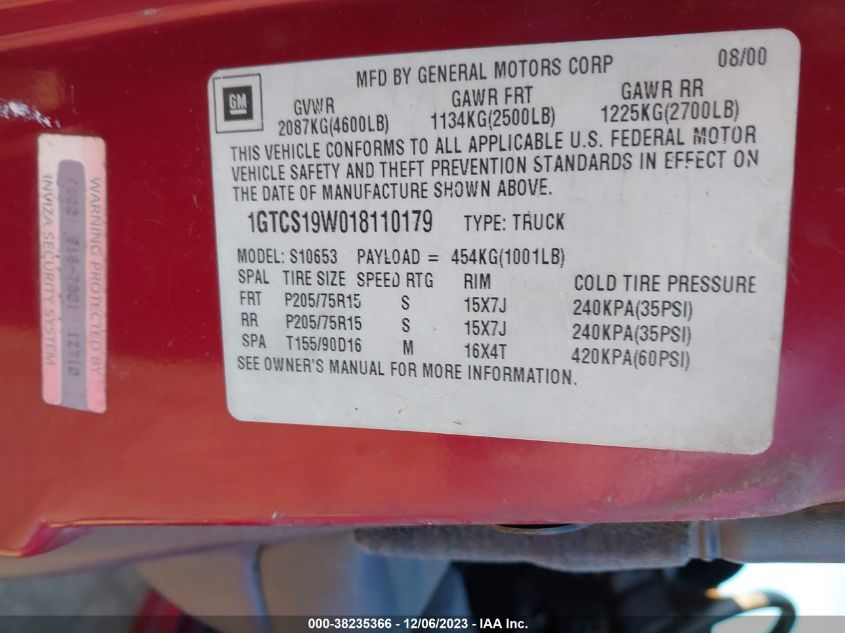 MFD BY GENERAL MOTORS CORP 08/00
GM
GVWR GAWR FRT GAWR RR
2087KG(4600LB) 1134KG(2500LB) 1225KG(2700LB)
THIS VEHICLE CONFORMS TO ALL APPLICABLE U.S. FEDERAL MOTOR
VEHICLE SAFETY AND THEFT PREVENTION STANDARDS IN EFFECT ON
THE DATE OF MANUFACTURE SHOWN ABOVE.
1GTCS19W018110179 TYPE: TRUCK
MODEL: S10653 PAYLOAD = 454KG(1001LB)
SPAL TIRE SIZE SPEED RTG RIM COLD TIRE PRESSURE
FRT P205/75R15 S 15X7J 240KPA(35PSI)
RR P205/75R15 S 15X7J 240KPA(35PSI)
SPA T155/90D16 M 16X4T 420KPA(60PSI)
SEE OWNER'S MANUAL FOR MORE INFORMATION.
WARNING PROTECTED BY
INVIZA SECURITY SYSTEM
000-38235366 - 12/06/2023 - IAA Inc.